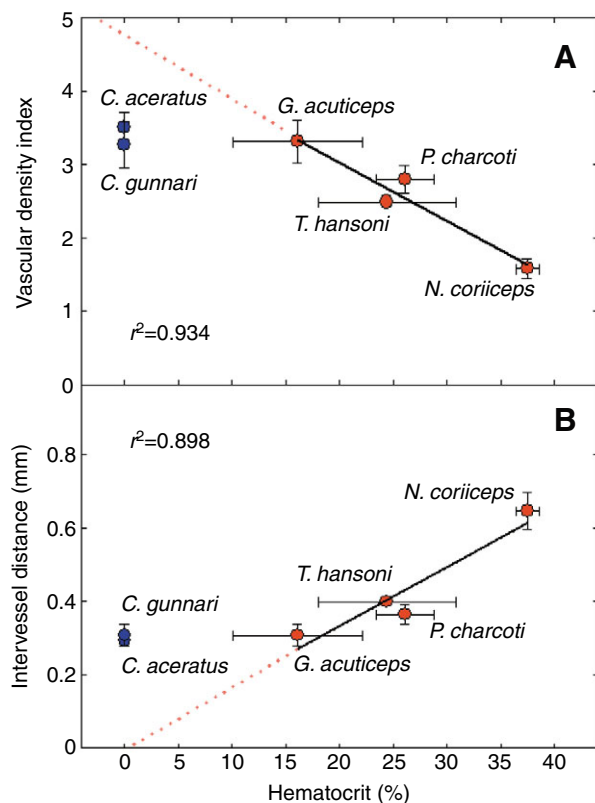 5
A
C. aceratus
G. acuticeps
4
P. charcoti
3
C. gunnari
T. hansoni
2
N. coriiceps
1
r²=0.934
0
Vascular density index
B
r²=0.898
0.8
N. coriiceps
0.6
T. hansoni
0.4
C. gunnari
P. charcoti
C. aceratus
G. acuticeps
0.2
0
Intervessel distance (mm)
0 5 10 15 20 25 30 35 40
Hematocrit (%)